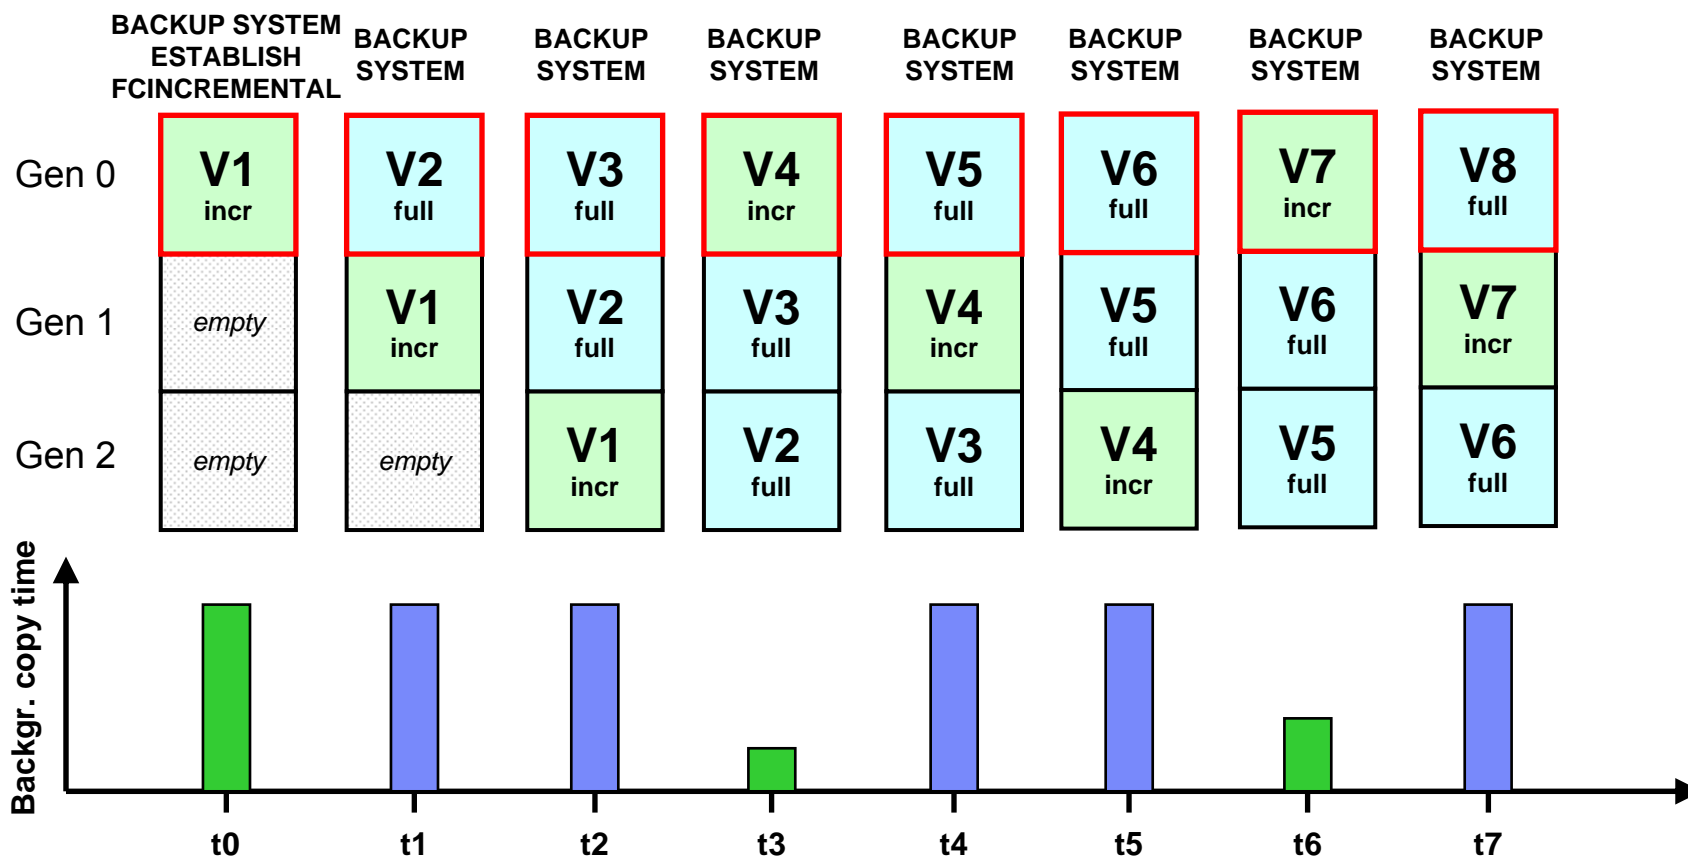 BACKUP SYSTEM
ESTABLISH
FCINCREMENTAL
BACKUP
SYSTEM
BACKUP
SYSTEM
BACKUP
SYSTEM
BACKUP
SYSTEM
BACKUP
SYSTEM
BACKUP
SYSTEM
BACKUP
SYSTEM
Gen 0
V1
incr
V2
full
V3
full
V4
incr
V5
full
V6
full
V7
incr
V8
full
Gen 1
empty
V1
incr
V2
full
V3
full
V4
incr
V5
full
V6
full
V7
incr
Gen 2
empty
empty
V1
incr
V2
full
V3
full
V4
incr
V5
full
V6
full
Backgr. copy time
t0
t1
t2
t3
t4
t5
t6
t7